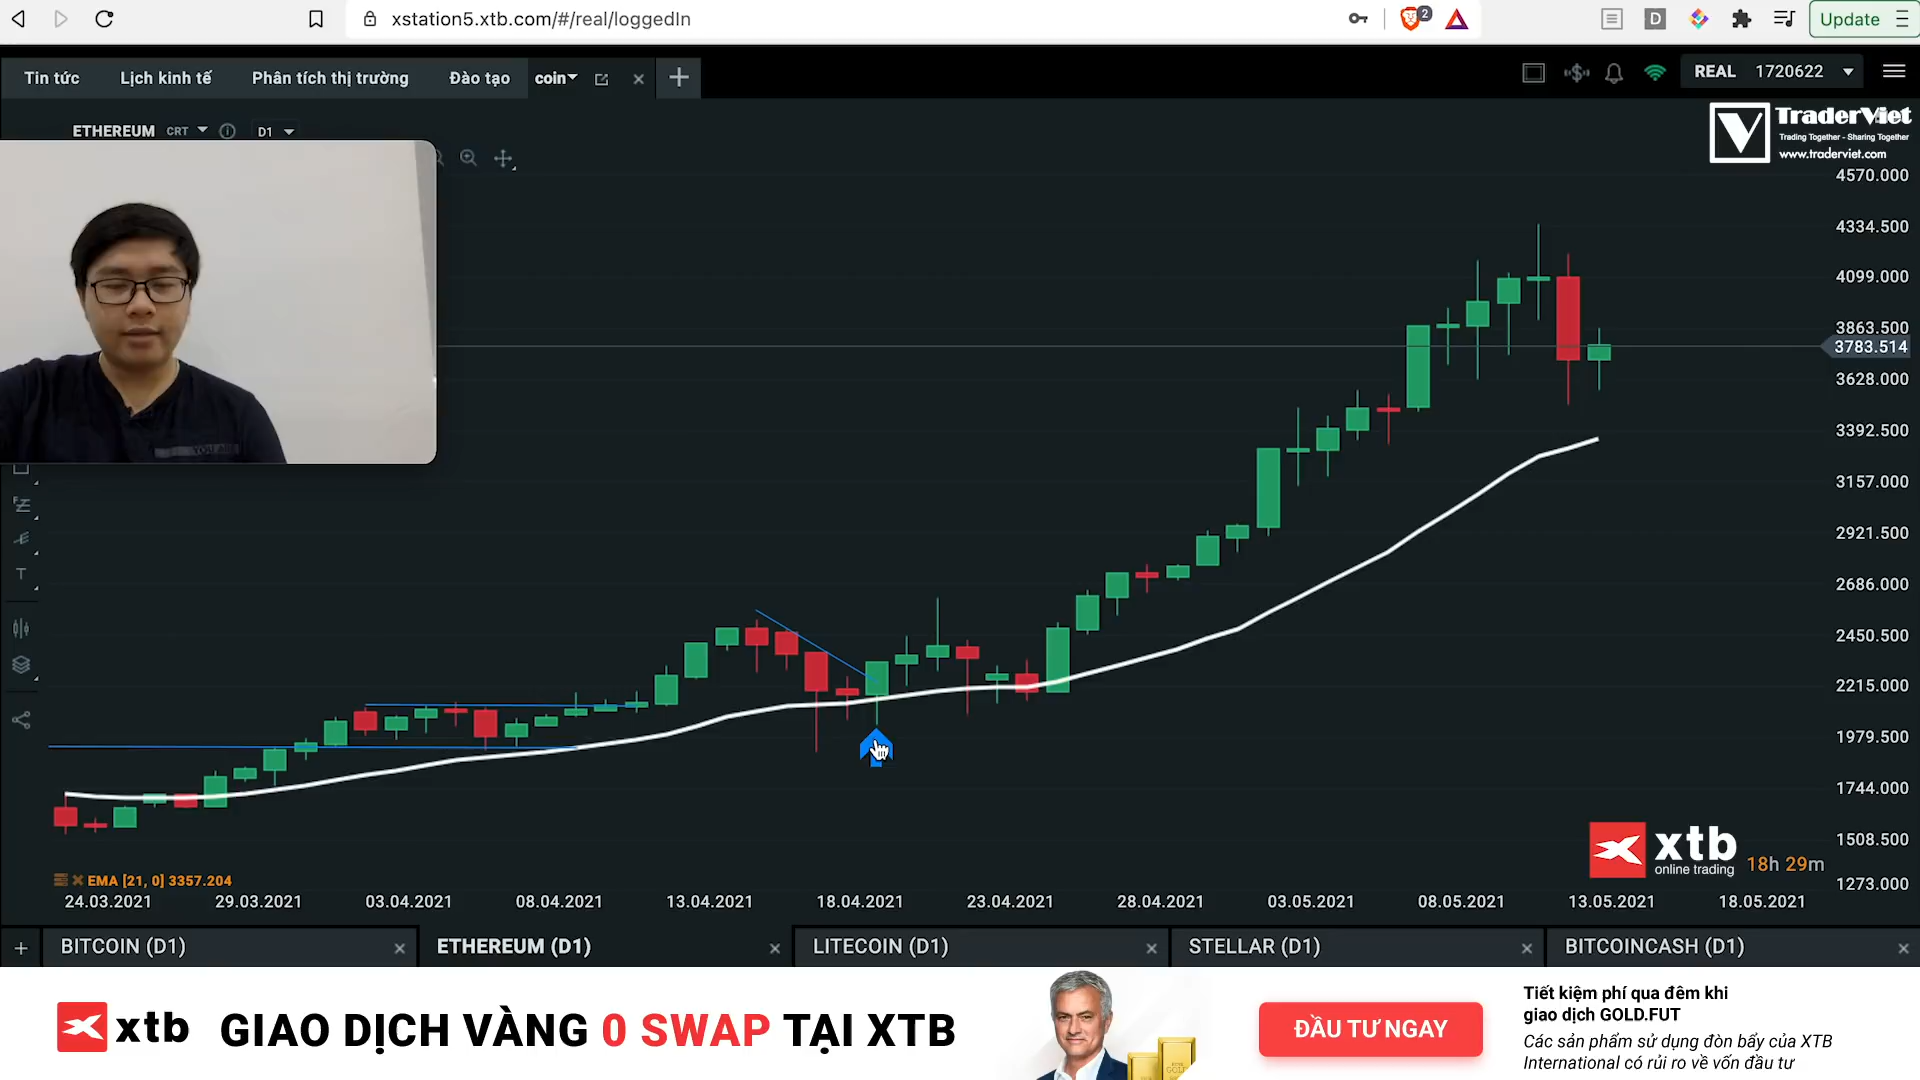 xstation5.xtb.com/#/real/loggedIn
2
D
Update
Tin tức
Lịch kinh tế
Phân tích thị trường
Đào tạo
coin
REAL 1720622
ETHEREUM CRT
D1
TraderViet
Trading Together - Sharing Together
www.traderviet.com
4570.000
4334.500
4099.000
3863.500
3783.514
3628.000
3392.500
3157.000
2921.500
2686.000
2450.500
2215.000
1979.500
1744.000
1508.500
1273.000
xtb
online trading
18h 29m
EMA [21, 0] 3357.204
24.03.2021
29.03.2021
03.04.2021
08.04.2021
13.04.2021
18.04.2021
23.04.2021
28.04.2021
03.05.2021
08.05.2021
13.05.2021
18.05.2021
BITCOIN (D1)
ETHEREUM (D1)
LITECOIN (D1)
STELLAR (D1)
BITCOINCASH (D1)
xtb
GIAO DỊCH VÀNG 0 SWAP TẠI XTB
ĐẦU TƯ NGAY
Tiết kiệm phí qua đêm khi
giao dịch GOLD.FUT
Các sản phẩm sử dụng đòn bẩy của XTB
International có rủi ro về vốn đầu tư